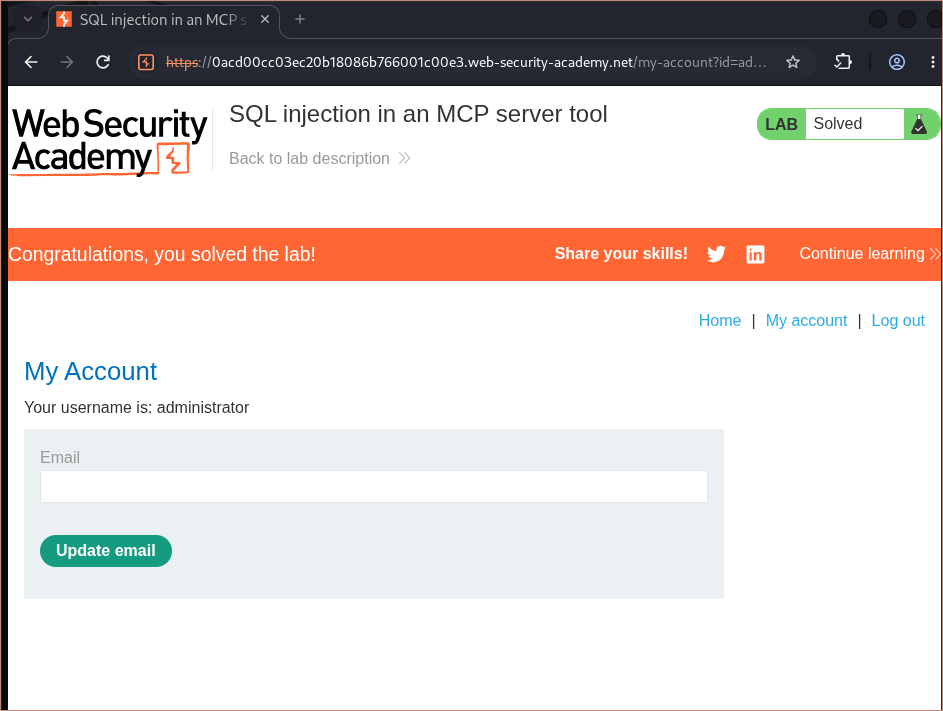 SQL injection in an MCP s
https://0acd00cc03ec20b18086b766001c00e3.web-security-academy.net/my-account?id=ad...
Web Security
Academy
SQL injection in an MCP server tool
Back to lab description
LAB Solved
Congratulations, you solved the lab!
Share your skills!
Continue learning
Home | My account | Log out
My Account
Your username is: administrator
Email
Update email